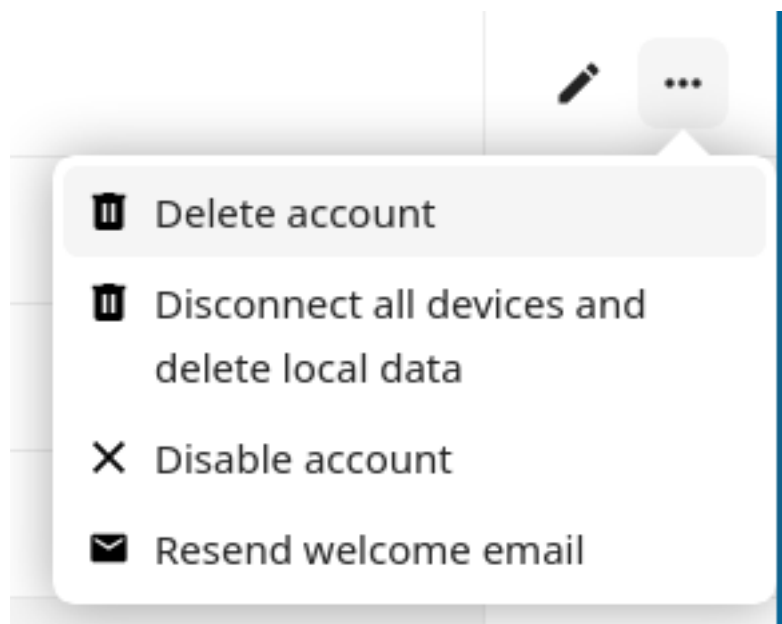 Delete account
Disconnect all devices and
delete local data
Disable account
Resend welcome email